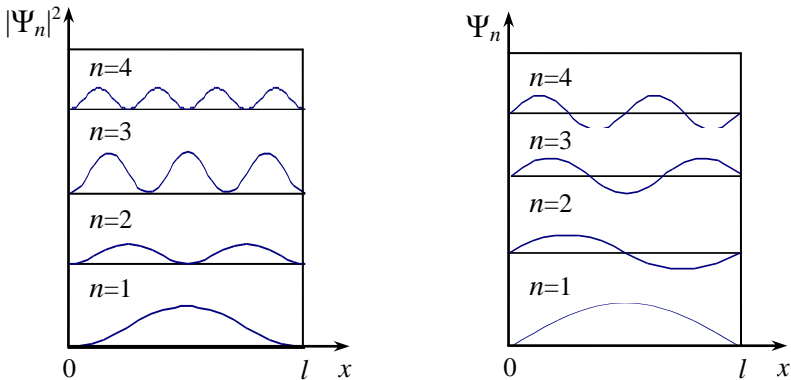 |Ψn|²
n=4
n=3
n=2
n=1
0 l x
Ψn
n=4
n=3
n=2
n=1
0 l x